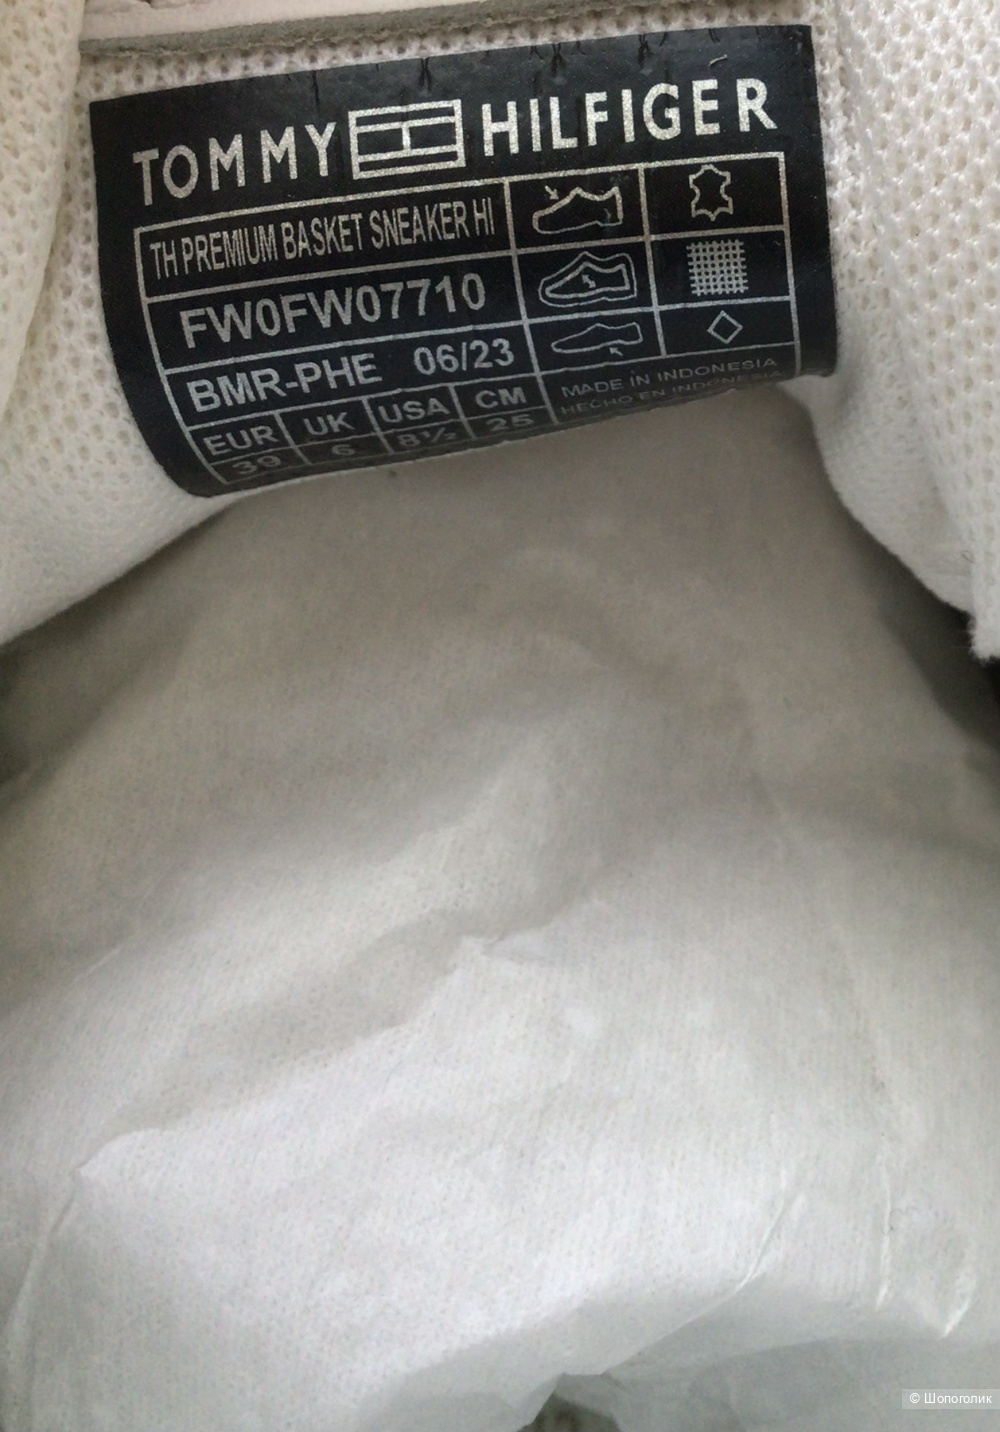 TOMMY HILFIGER
TH PREMIUM BASKET SNEAKER HI
FW0FW07710
BMR-PHE 06/23
EUR UK USA CM
39 6 8½ 25
MADE IN INDONESIA
HECHO EN INDONESIA
© Шопоголик